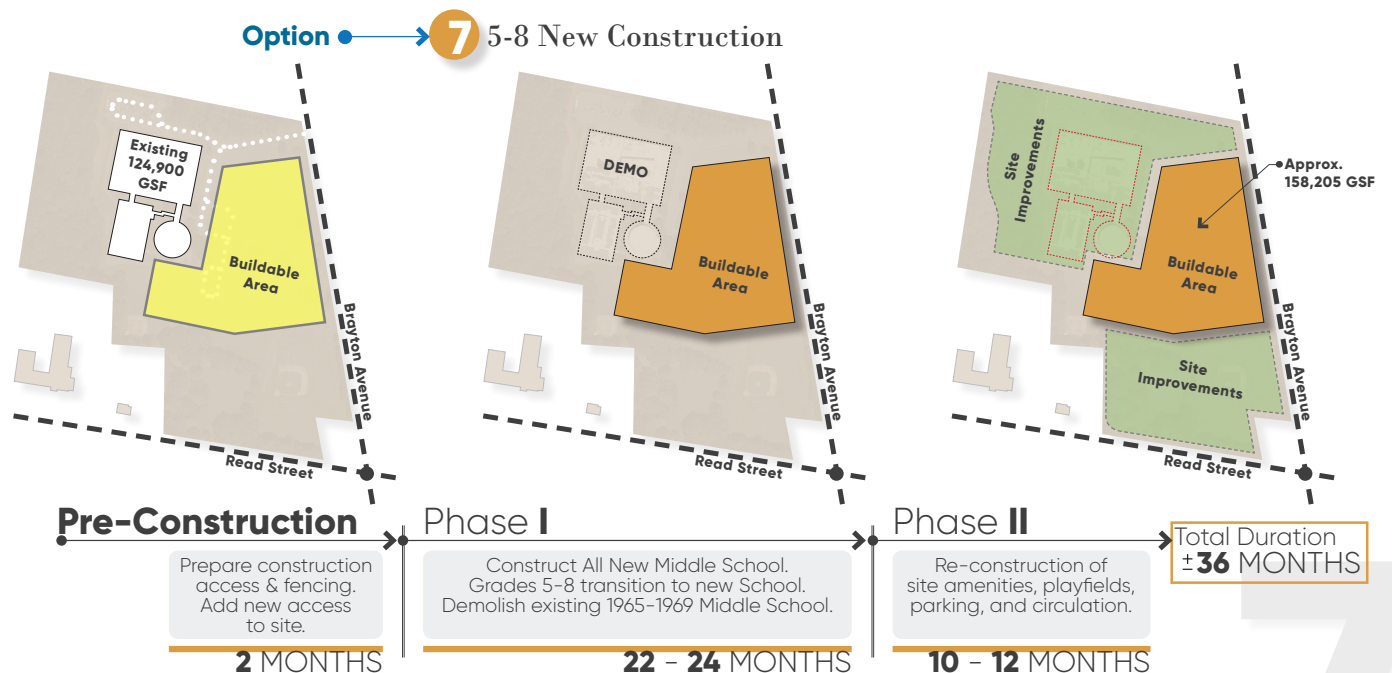 Option 7 5-8 New Construction
Existing
124,900
GSF
Buildable
Area
Brayton Avenue
Read Street
DEMO
Buildable
Area
Brayton Avenue
Read Street
Site
Improvements
Approx.
158,205 GSF
Buildable
Area
Site
Improvements
Brayton Avenue
Read Street
Pre-Construction
Prepare construction
access & fencing.
Add new access
to site.
2 MONTHS
Phase I
Construct All New Middle School.
Grades 5-8 transition to new School.
Demolish existing 1965-1969 Middle School.
22 - 24 MONTHS
Phase II
Re-construction of
site amenities, playfields,
parking, and circulation.
10 - 12 MONTHS
Total Duration
±36 MONTHS
7